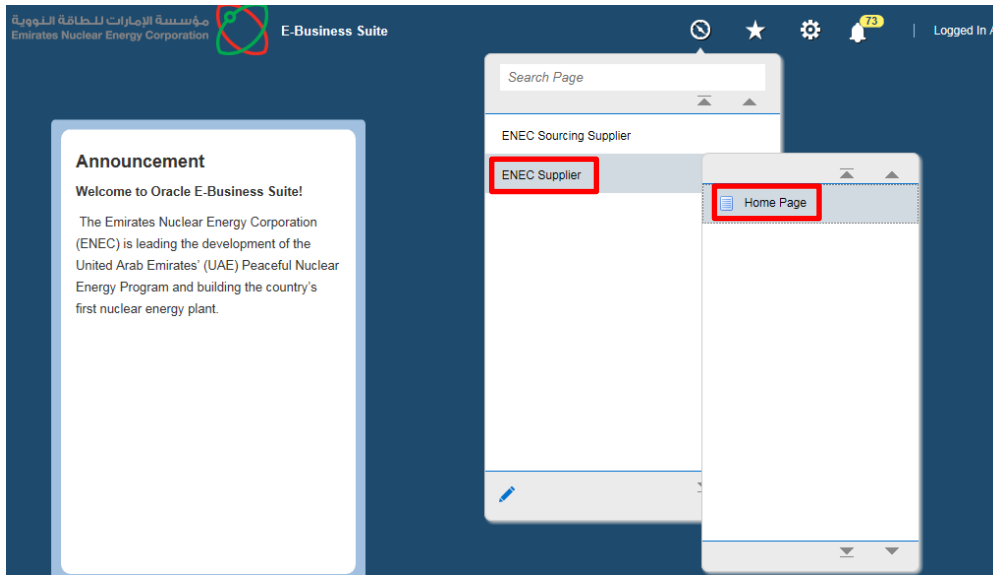 مؤسسة الإمارات للطاقة النووية
Emirates Nuclear Energy Corporation
E-Business Suite
73
Logged In A
Search Page
ENEC Sourcing Supplier
ENEC Supplier
Home Page
Announcement
Welcome to Oracle E-Business Suite!
The Emirates Nuclear Energy Corporation
(ENEC) is leading the development of the
United Arab Emirates' (UAE) Peaceful Nuclear
Energy Program and building the country's
first nuclear energy plant.